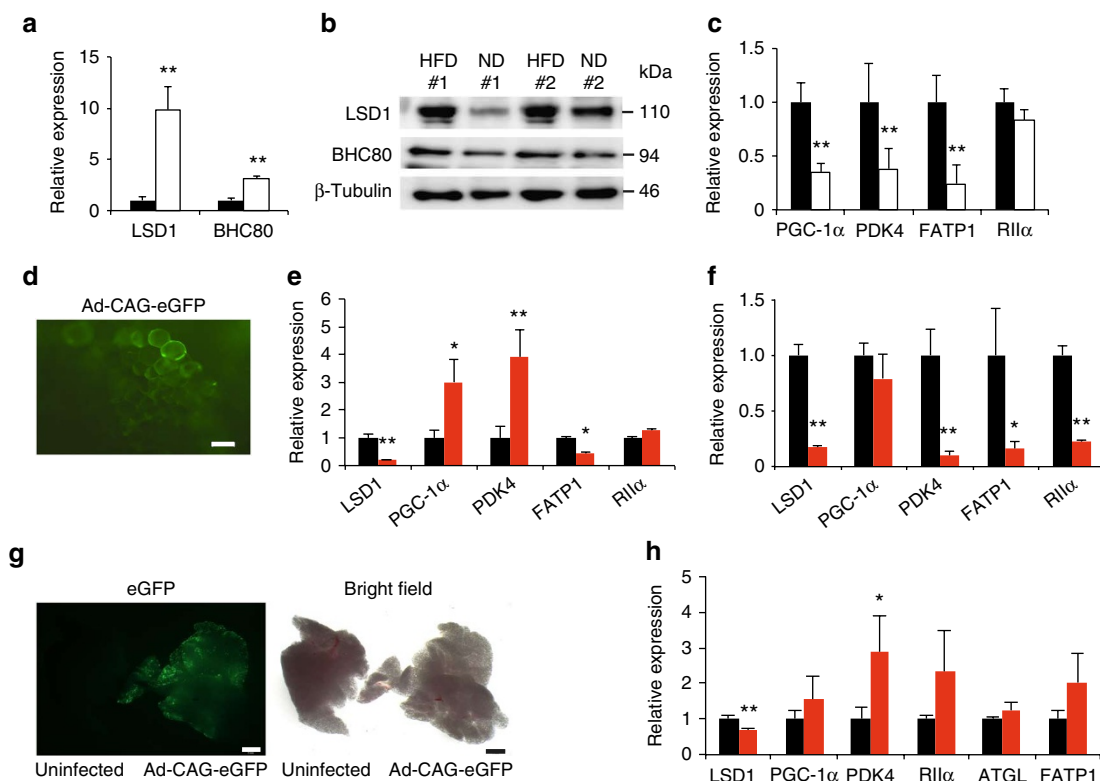 a
Relative expression
15
10
5
0
**
**
LSD1 BHC80
b
HFD ND HFD ND
#1 #1 #2 #2 kDa
LSD1 110
BHC80 94
β-Tubulin 46
c
Relative expression
1.5
1.0
0.5
0
** ** **
PGC-1α PDK4 FATP1 RIIα
d
Ad-CAG-eGFP
e
Relative expression
6
5
4
3
2
1
0
** * ** *
LSD1 PGC-1α PDK4 FATP1 RIIα
f
Relative expression
1.5
1.0
0.5
0
** ** * **
LSD1 PGC-1α PDK4 FATP1 RIIα
g
eGFP Bright field
Uninfected Ad-CAG-eGFP Uninfected Ad-CAG-eGFP
h
Relative expression
5
4
3
2
1
0
** *
LSD1 PGC-1α PDK4 RIIα ATGL FATP1